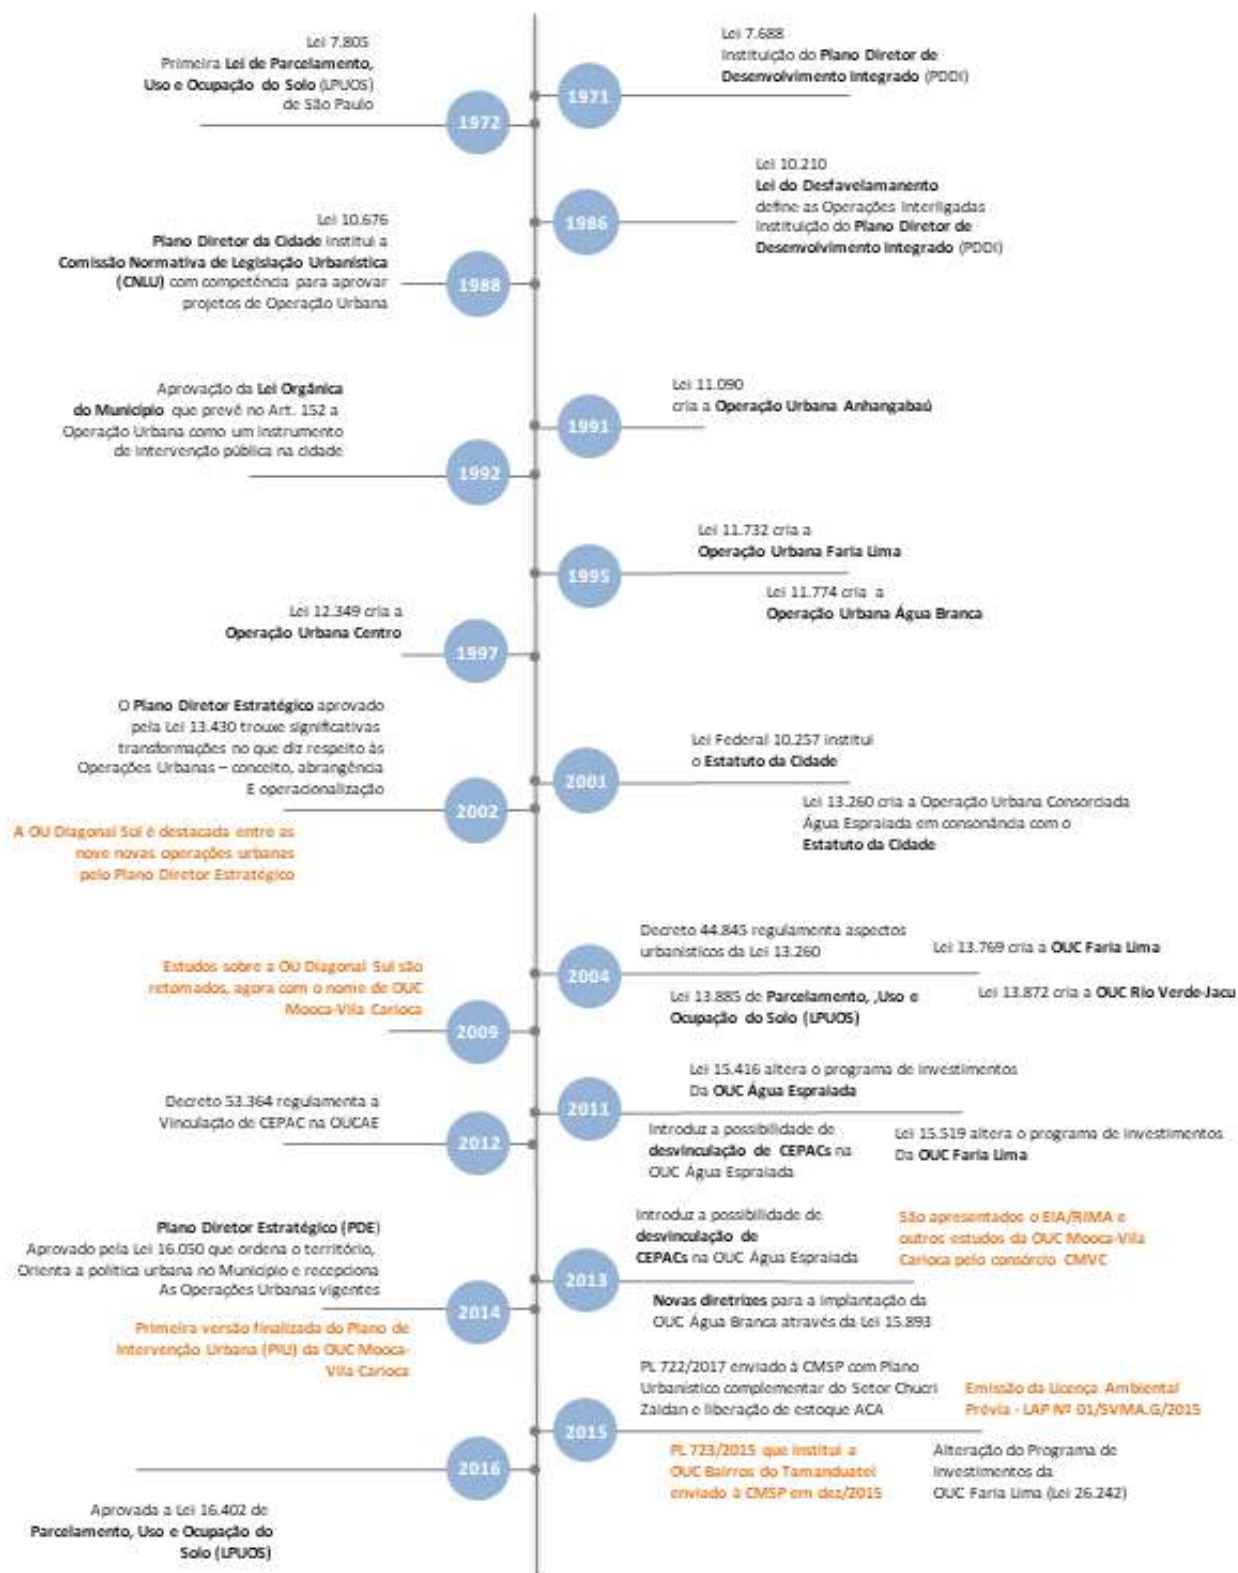 Lei 7.688
Instituição do Plano Diretor de
Desenvolvimento Integrado (PDDI)
1971
Lei 7.805
Primeira Lei de Parcelamento,
Uso e Ocupação do Solo (LPUOS)
de São Paulo
1972
Lei 10.210
Lei do Desfavelamanento
define as Operações Interligadas
Instituição do Plano Diretor de
Desenvolvimento Integrado (PDDI)
1986
Lei 10.676
Plano Diretor da Cidade institui a
Comissão Normativa de Legislação Urbanística
(CNLU) com competência para aprovar
projetos de Operação Urbana
1988
Lei 11.090
cria a Operação Urbana Anhangabaú
1991
Aprovação da Lei Orgânica
do Município que prevê no Art. 152 a
Operação Urbana como um instrumento
de intervenção pública na cidade
1992
Lei 11.732 cria a
Operação Urbana Faria Lima
1995
Lei 11.774 cria a
Operação Urbana Água Branca
Lei 12.349 cria a
Operação Urbana Centro
1997
Lei Federal 10.257 institui
o Estatuto da Cidade
2001
Lei 13.260 cria a Operação Urbana Consorciada
Água Espraiada em consonância com o
Estatuto da Cidade
O Plano Diretor Estratégico aprovado
pela Lei 13.430 trouxe significativas
transformações no que diz respeito às
Operações Urbanas – conceito, abrangência
E operacionalização
2002
A OU Diagonal Sul é destacada entre as
nove novas operações urbanas
pelo Plano Diretor Estratégico
Decreto 44.845 regulamenta aspectos
urbanísticos da Lei 13.260
Lei 13.769 cria a OUC Faria Lima
2004
Lei 13.885 de Parcelamento, ,Uso e
Ocupação do Solo (LPUOS)
Lei 13.872 cria a OUC Rio Verde-Jacu
Estudos sobre a OU Diagonal Sul são
retomados, agora com o nome de OUC
Mooca-Vila Carioca
2009
Lei 15.416 altera o programa de investimentos
Da OUC Água Espraiada
2011
Introduz a possibilidade de
desvinculação de CEPACs na
OUC Água Espraiada
Lei 15.519 altera o programa de investimentos
Da OUC Faria Lima
Decreto 53.364 regulamenta a
Vinculação de CEPAC na OUCAE
2012
Introduz a possibilidade de
desvinculação de
CEPACs na OUC Água Espraiada
São apresentados o EIA/RIMA e
outros estudos da OUC Mooca-Vila
Carioca pelo consórcio CMVC
2013
Novas diretrizes para a implantação da
OUC Água Branca através da Lei 15.893
Plano Diretor Estratégico (PDE)
Aprovado pela Lei 16.050 que ordena o território,
Orienta a política urbana no Município e recepciona
As Operações Urbanas vigentes
2014
Primeira versão finalizada do Plano de
Intervenção Urbana (PIU) da OUC Mooca-
Vila Carioca
PL 722/2017 enviado à CMSP com Plano
Urbanístico complementar do Setor Chucri
Zaidan e liberação de estoque ACA
Emissão da Licença Ambiental
Prévia - LAP Nº 01/SVMA.G/2015
2015
PL 723/2015 que institui a
OUC Bairros do Tamanduateí
enviado à CMSP em dez/2015
Alteração do Programa de
Investimentos da
OUC Faria Lima (Lei 26.242)
2016
Aprovada a Lei 16.402 de
Parcelamento, Uso e Ocupação do
Solo (LPUOS)